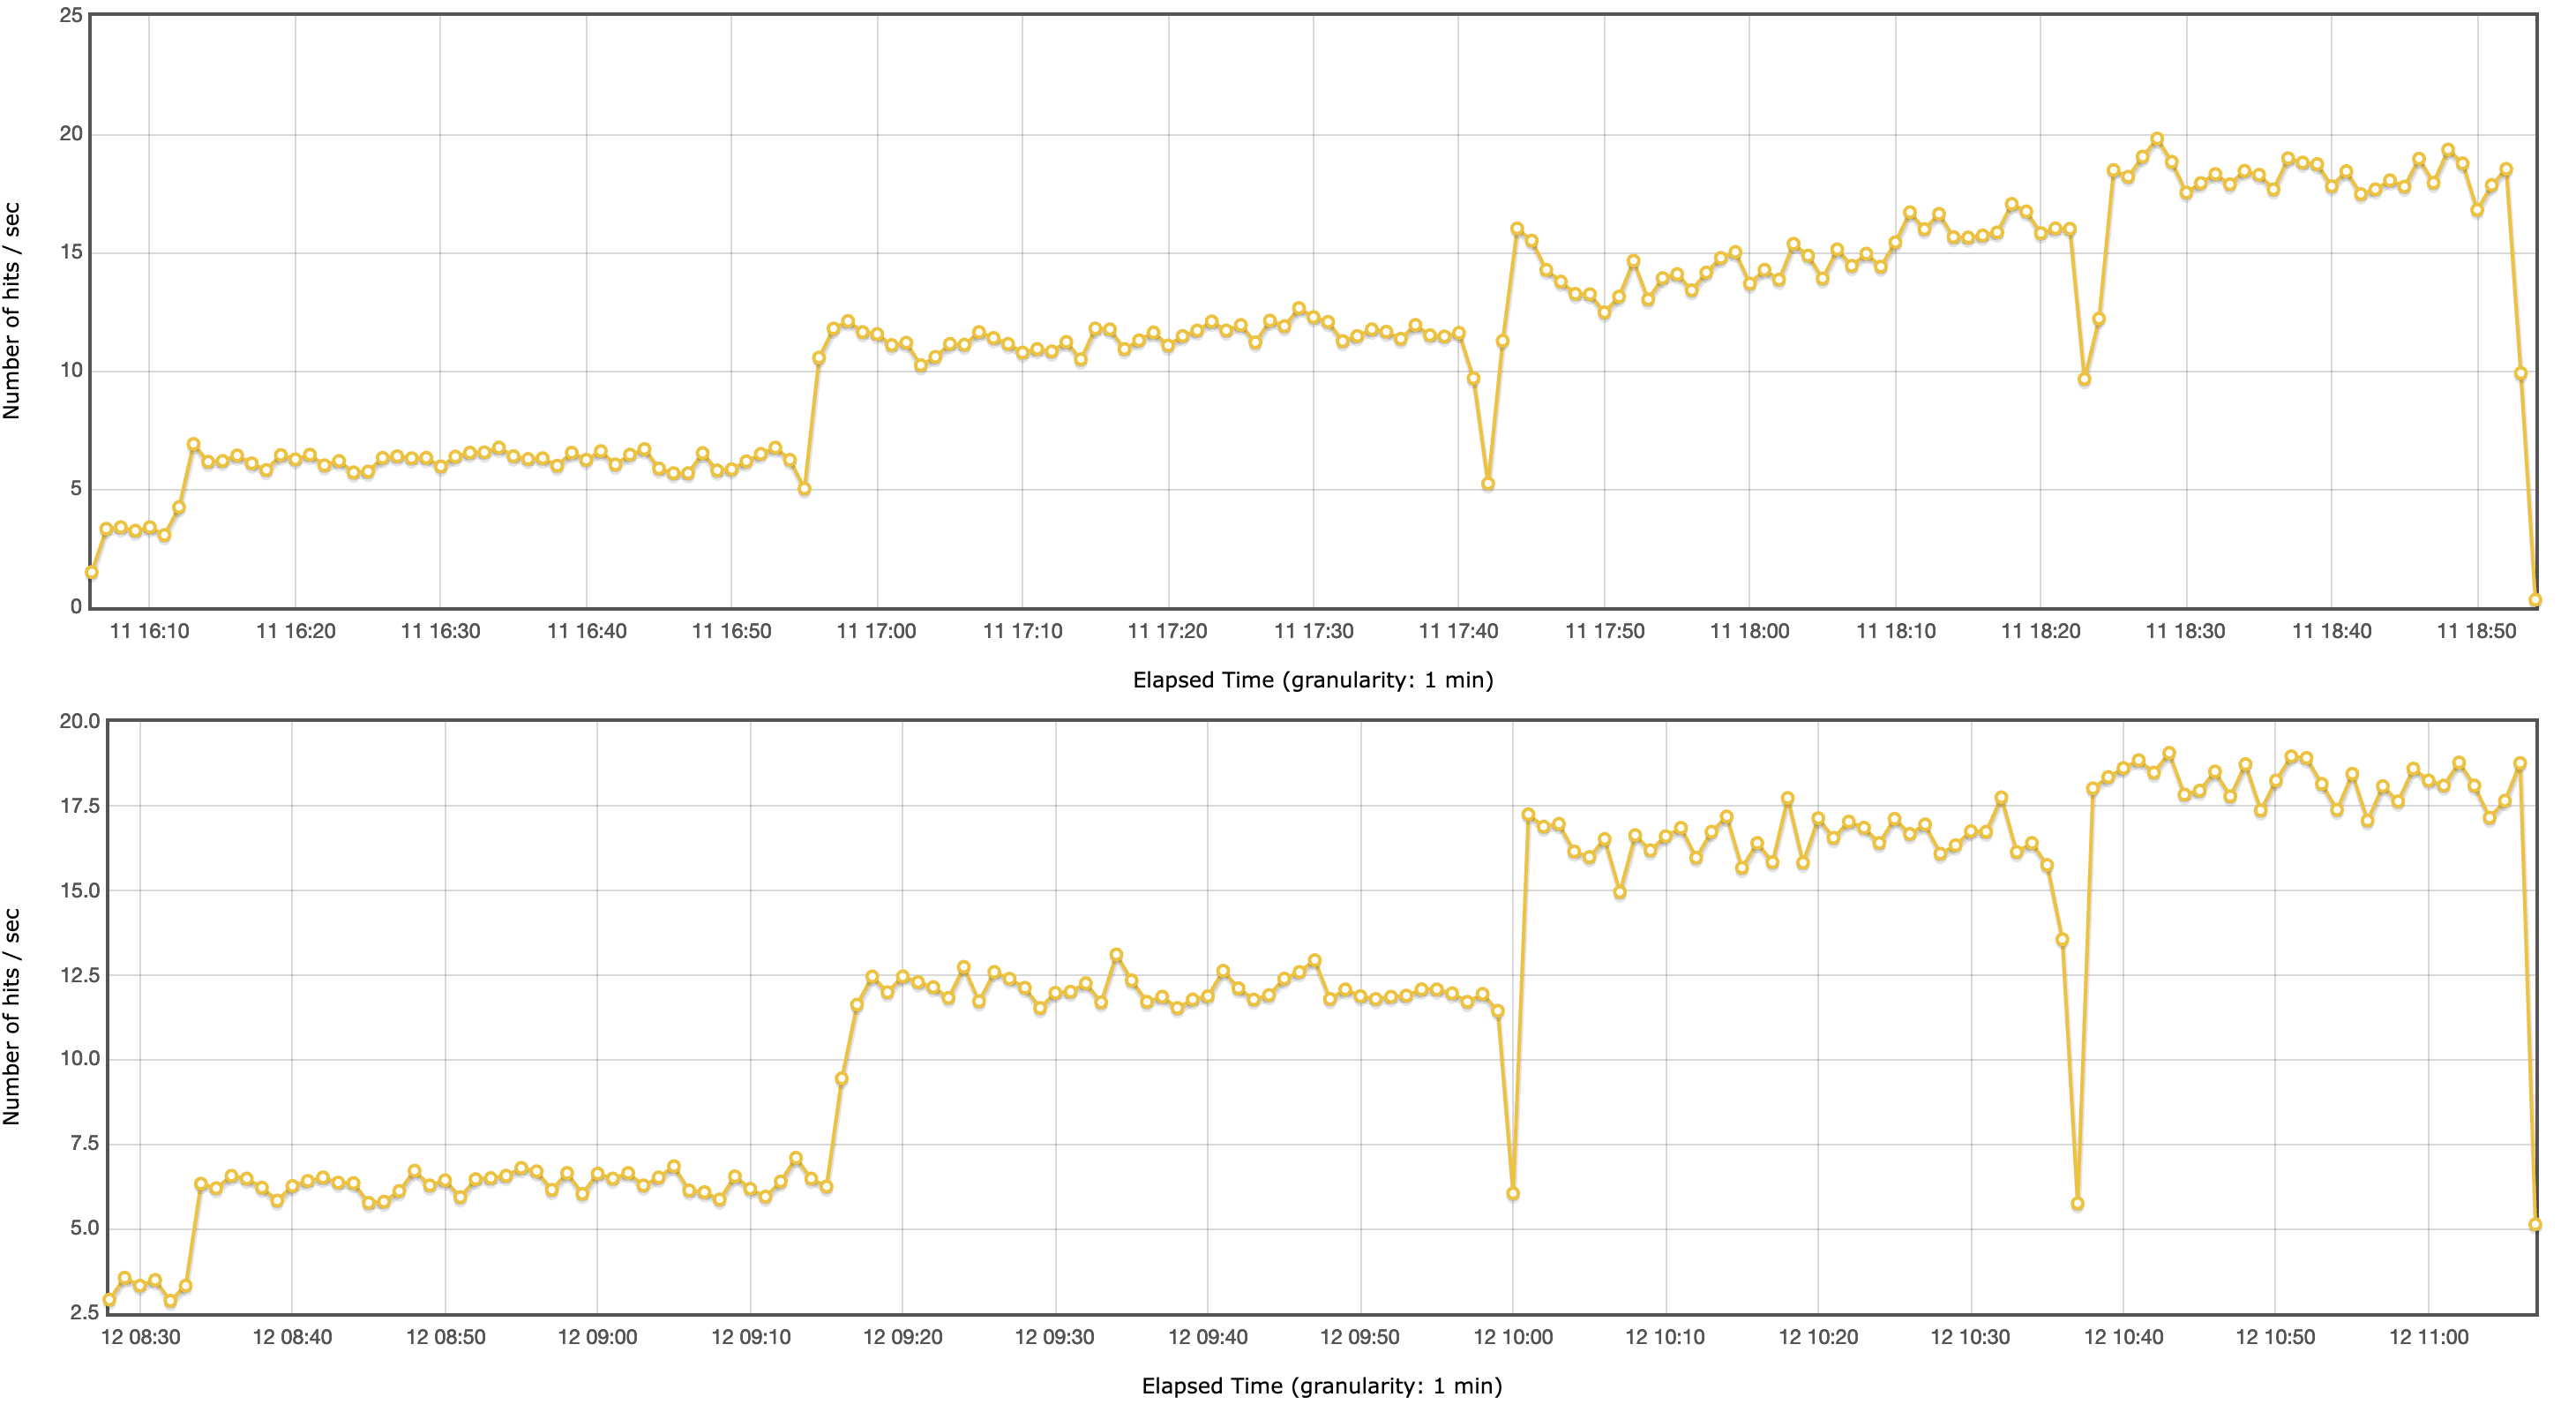 25
20
15
10
5
0
Number of hits / sec
11 16:10 11 16:20 11 16:30 11 16:40 11 16:50 11 17:00 11 17:10 11 17:20 11 17:30 11 17:40 11 17:50 11 18:00 11 18:10 11 18:20 11 18:30 11 18:40 11 18:50
Elapsed Time (granularity: 1 min)
20.0
17.5
15.0
12.5
10.0
7.5
5.0
2.5
Number of hits / sec
12 08:30 12 08:40 12 08:50 12 09:00 12 09:10 12 09:20 12 09:30 12 09:40 12 09:50 12 10:00 12 10:10 12 10:20 12 10:30 12 10:40 12 10:50 12 11:00
Elapsed Time (granularity: 1 min)